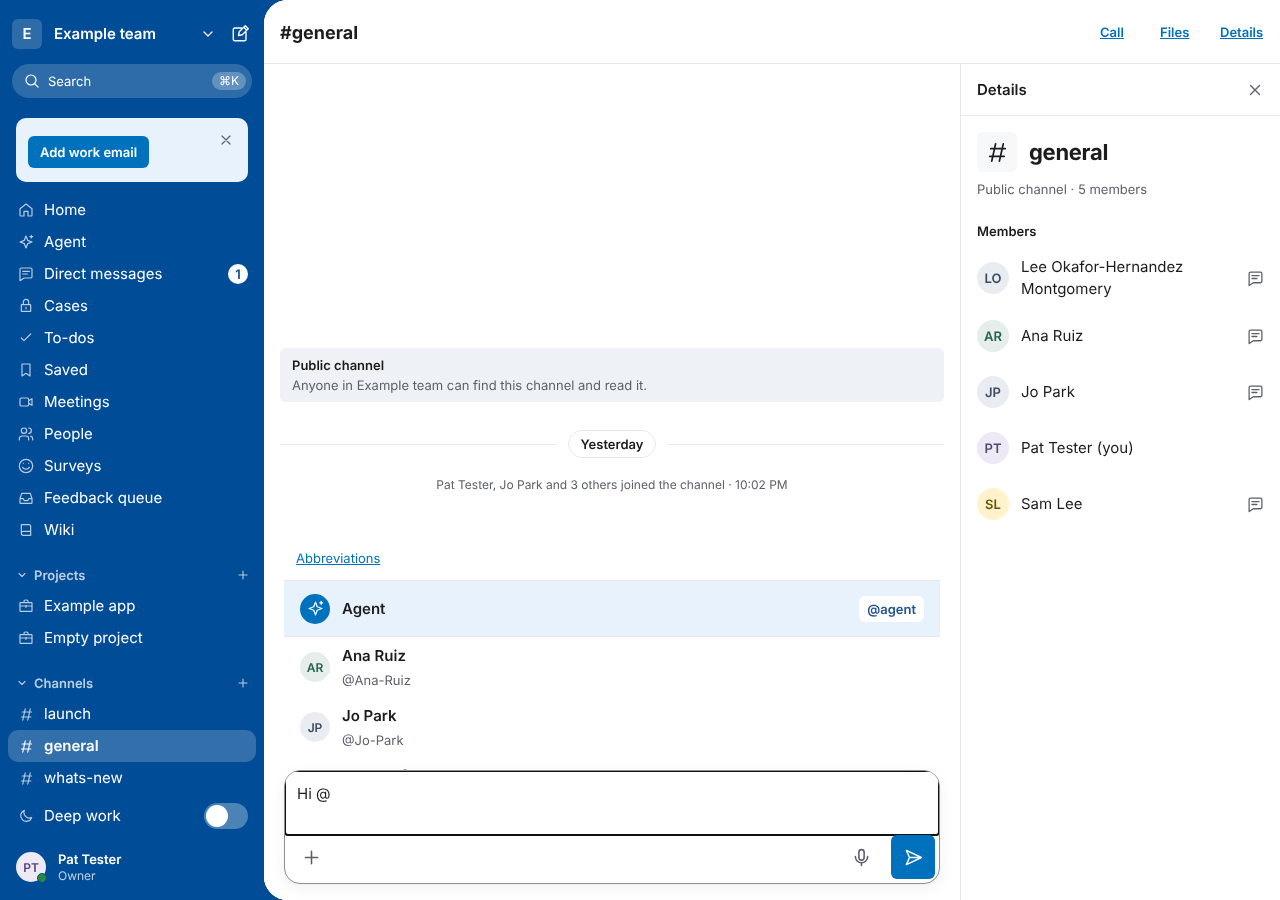 E
Example team
Search
⌘K
Add work email
Home
Agent
Direct messages
1
Cases
To-dos
Saved
Meetings
People
Surveys
Feedback queue
Wiki
Projects
Example app
Empty project
Channels
launch
general
whats-new
Deep work
PT
Pat Tester
Owner
#general
Call
Files
Details
Public channel
Anyone in Example team can find this channel and read it.
Yesterday
Pat Tester, Jo Park and 3 others joined the channel · 10:02 PM
Abbreviations
Agent
@agent
AR
Ana Ruiz
@Ana-Ruiz
JP
Jo Park
@Jo-Park
Hi @
Details
# general
Public channel · 5 members
Members
LO
Lee Okafor-Hernandez
Montgomery
AR
Ana Ruiz
JP
Jo Park
PT
Pat Tester (you)
SL
Sam Lee